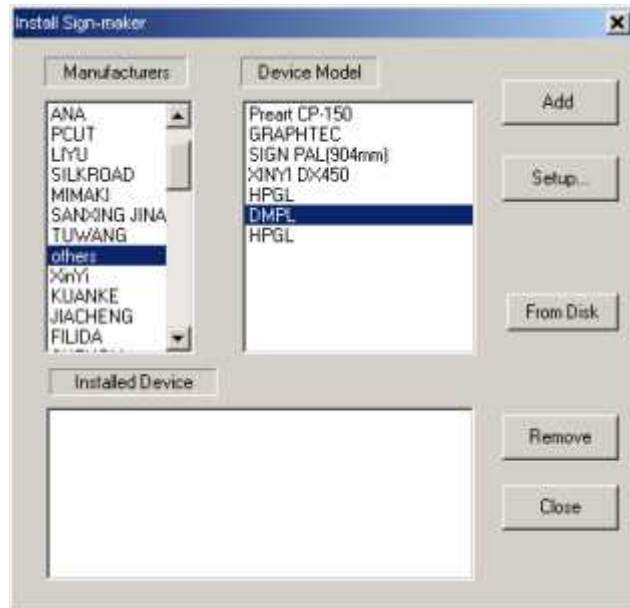 Install Sign-maker
Manufacturers
Device Model
ANA
PCUT
LIYU
SILKROAD
MIMAKI
SANXING JINA
TUWANG
others
XinYi
KUANKE
JIACHENG
FILIDA
Preart CP-150
GRAPHTEC
SIGN PAL(904mm)
XINYI DX450
HPGL
DMPL
HPGL
Add
Setup...
From Disk
Installed Device
Remove
Close